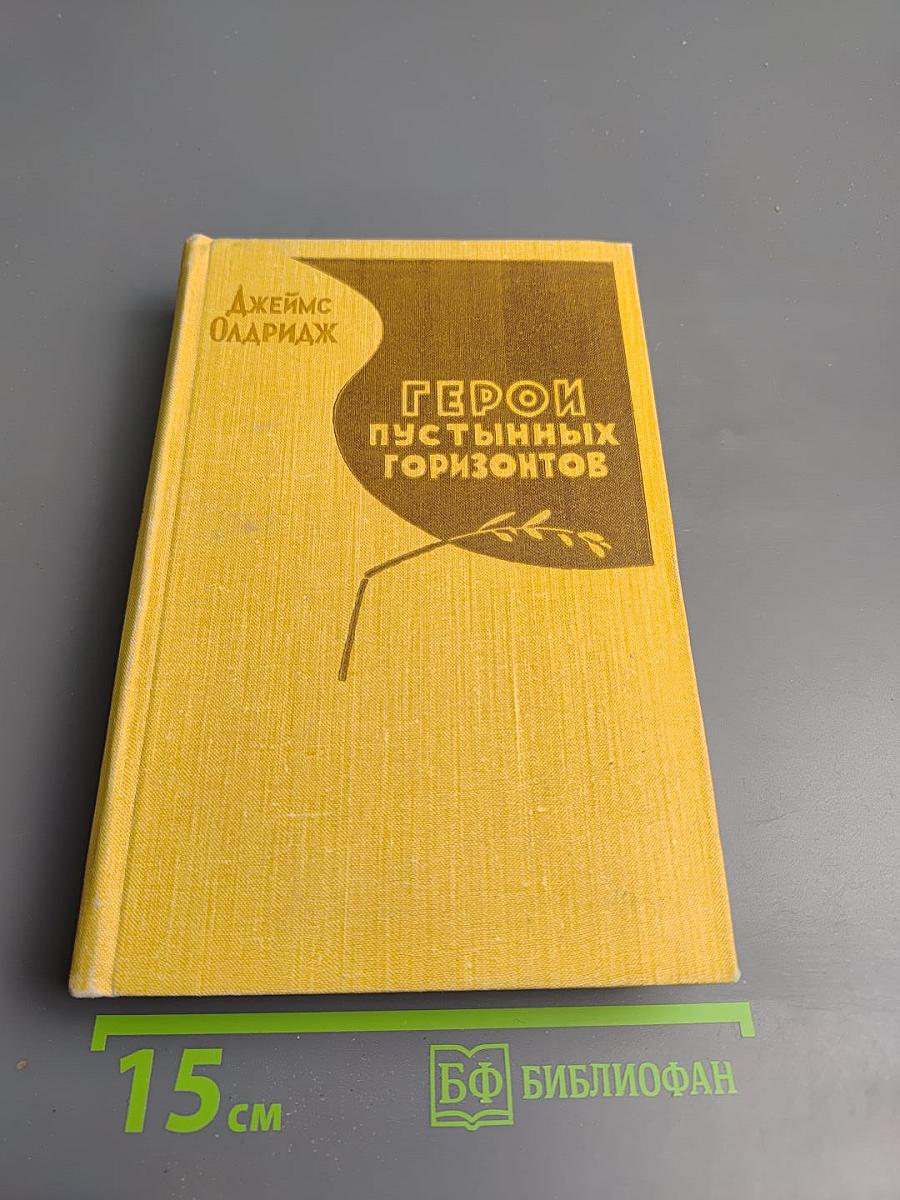 Джеймс
Олдридж
ГЕРОИ
ПУСТЫННЫХ
ГОРИЗОНТОВ
15 см
БФ БИБЛИОФАН